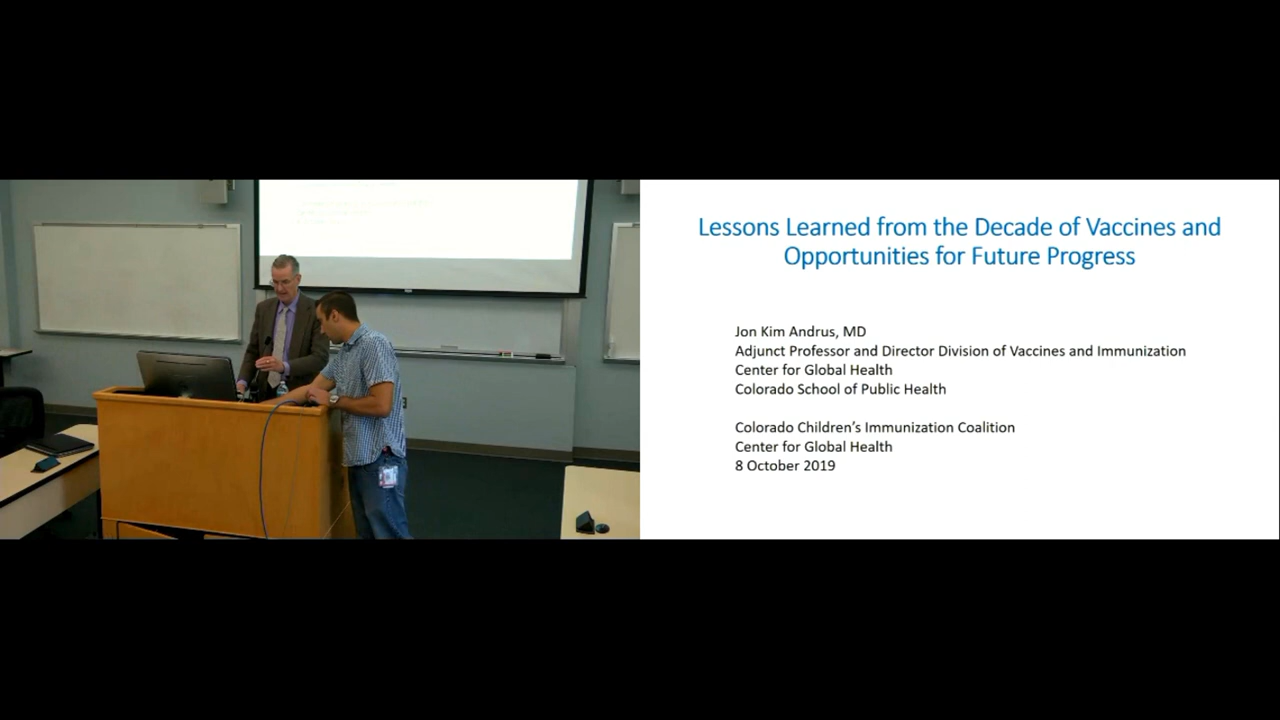 Lessons Learned from the Decade of Vaccines and
Opportunities for Future Progress
Jon Kim Andrus, MD
Adjunct Professor and Director Division of Vaccines and Immunization
Center for Global Health
Colorado School of Public Health
Colorado Children's Immunization Coalition
Center for Global Health
8 October 2019